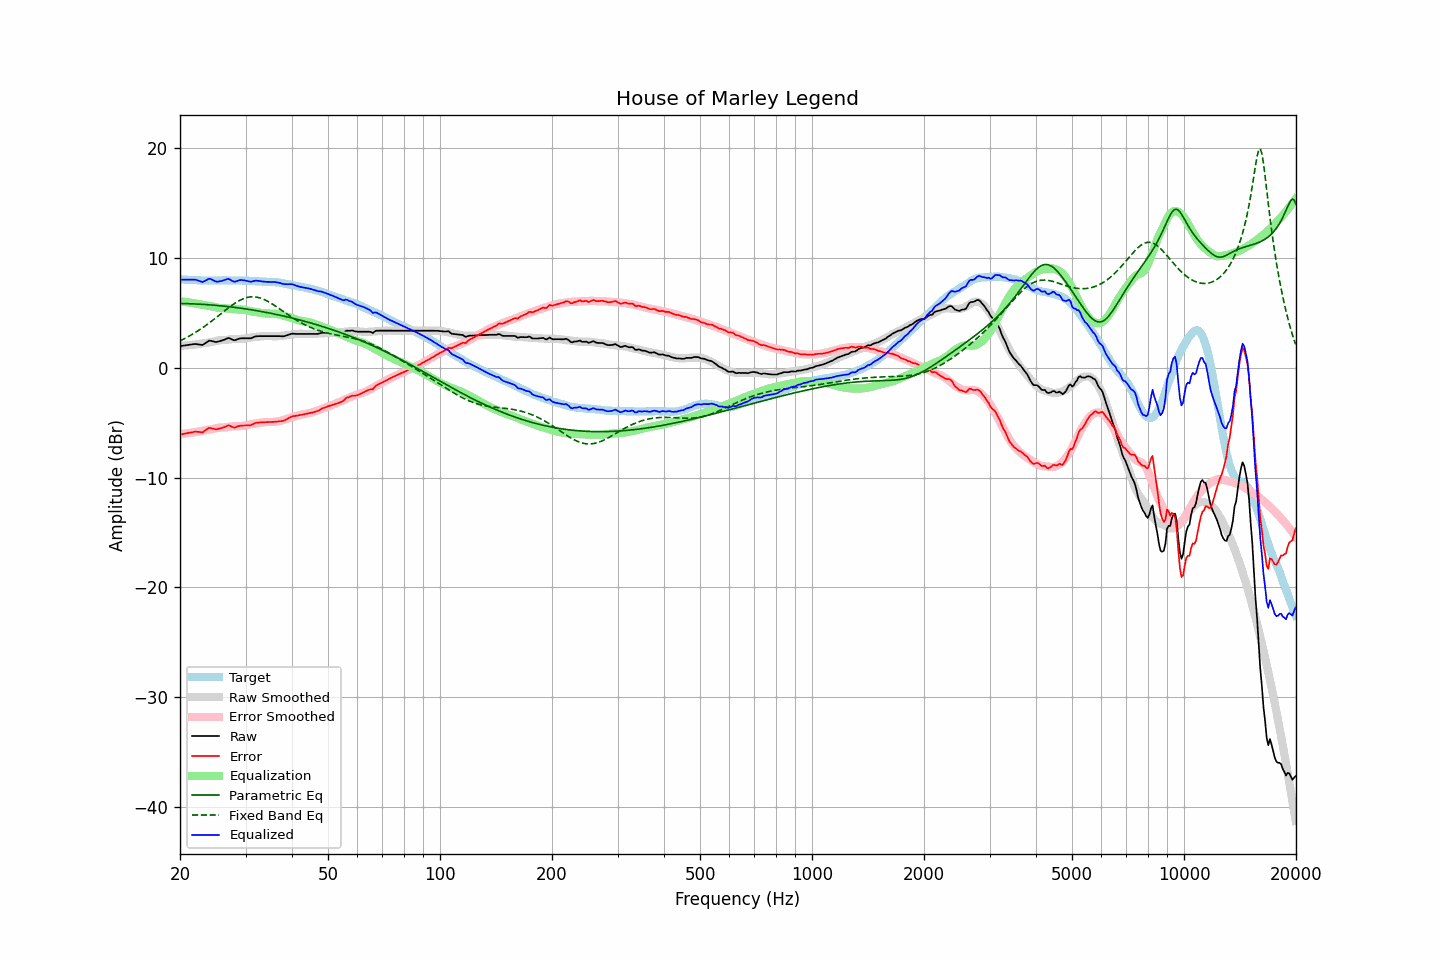 House of Marley Legend
20
10
0
−10
−20
−30
−40
Amplitude (dBr)
Target
Raw Smoothed
Error Smoothed
Raw
Error
Equalization
Parametric Eq
Fixed Band Eq
Equalized
20 50 100 200 500 1000 2000 5000 10000 20000
Frequency (Hz)